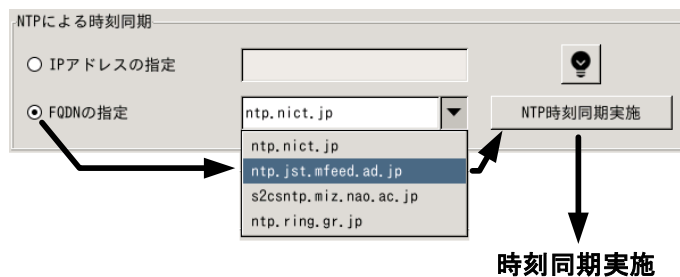 NTPによる時刻同期
IPアドレスの指定
FQDNの指定
ntp.nict.jp
NTP時刻同期実施
ntp.nict.jp
ntp.jst.mfeed.ad.jp
s2csntp.miz.nao.ac.jp
ntp.ring.gr.jp
時刻同期実施